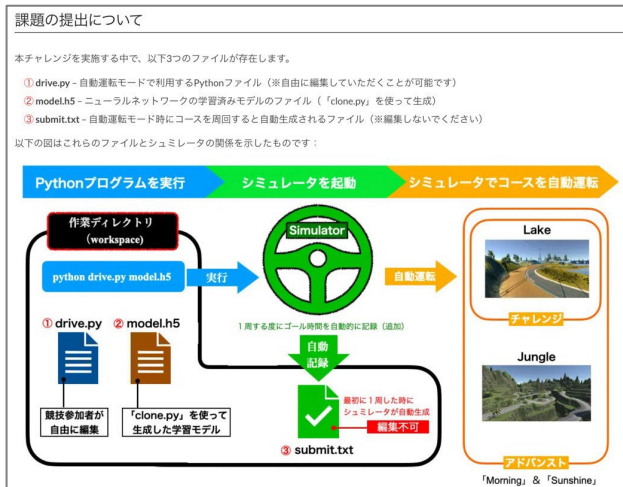 課題の提出について
本チャレンジを実施する中で、以下3つのファイルが存在します。
① drive.py – 自動運転モードで利用するPythonファイル（※自由に編集していただくことが可能です）
② model.h5 – ニューラルネットワークの学習済みモデルのファイル（「clone.py」を使って生成）
③ submit.txt – 自動運転モード時にコースを周回すると自動生成されるファイル（※編集しないでください）
以下の図はこれらのファイルとシュミレータの関係を示したものです：
Pythonプログラムを実行
シミュレータを起動
シミュレータでコースを自動運転
作業ディレクトリ
(workspace)
Simulator
Lake
python drive.py model.h5
実行
自動運転
チャレンジ
① drive.py
② model.h5
1周する度にゴール時間を自動的に記録（追加）
自動
記録
Jungle
競技参加者が
自由に編集
「clone.py」を使って
生成した学習モデル
最初に1周した時に
シュミレータが自動生成
編集不可
③ submit.txt
アドバンスト
「Morning」 & 「Sunshine」